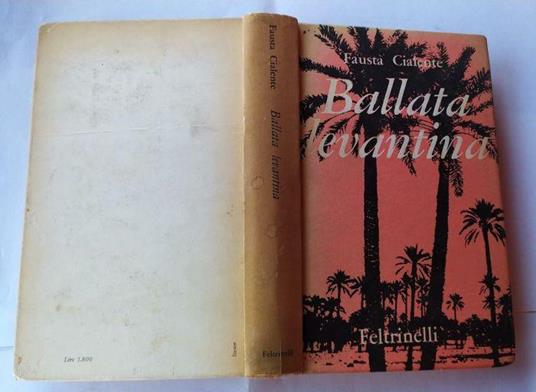 Fausta Cialente
Ballata
levantina
Feltrinelli
Fausta Cialente
Ballata levantina
Feltrinelli
Lire 1.800